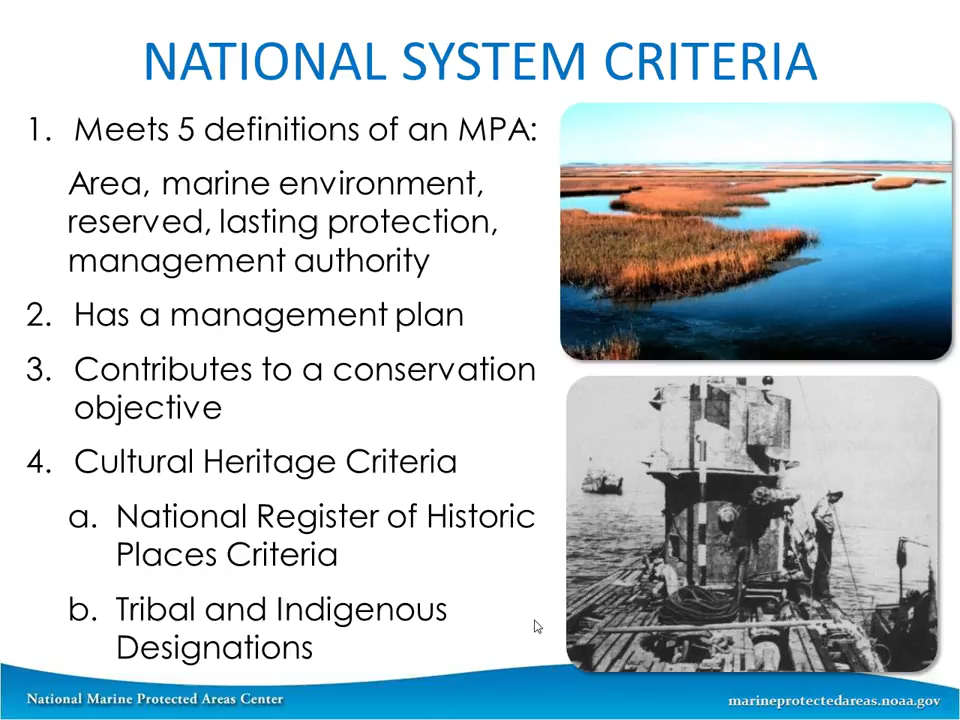 NATIONAL SYSTEM CRITERIA
1. Meets 5 definitions of an MPA:
Area, marine environment,
reserved, lasting protection,
management authority
2. Has a management plan
3. Contributes to a conservation
objective
4. Cultural Heritage Criteria
a. National Register of Historic
Places Criteria
b. Tribal and Indigenous
Designations
National Marine Protected Areas Center
marineprotectedareas.noaa.gov